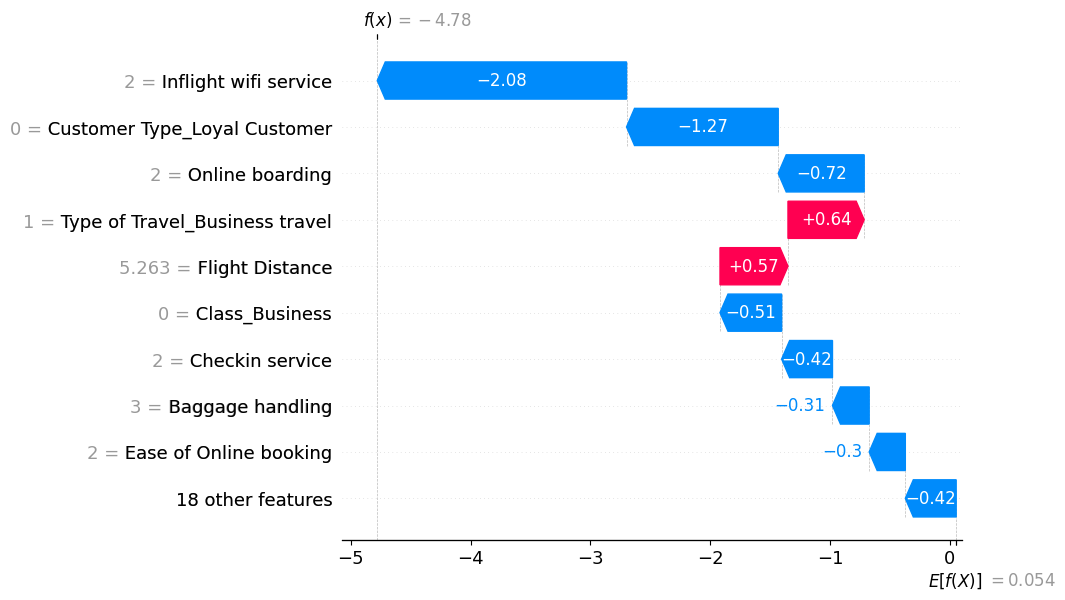 f(x) = −4.78
2 = Inflight wifi service −2.08
0 = Customer Type_Loyal Customer −1.27
2 = Online boarding −0.72
1 = Type of Travel_Business travel +0.64
5.263 = Flight Distance +0.57
0 = Class_Business −0.51
2 = Checkin service −0.42
3 = Baggage handling −0.31
2 = Ease of Online booking −0.3
18 other features −0.42
−5 −4 −3 −2 −1 0
E[f(X)] = 0.054